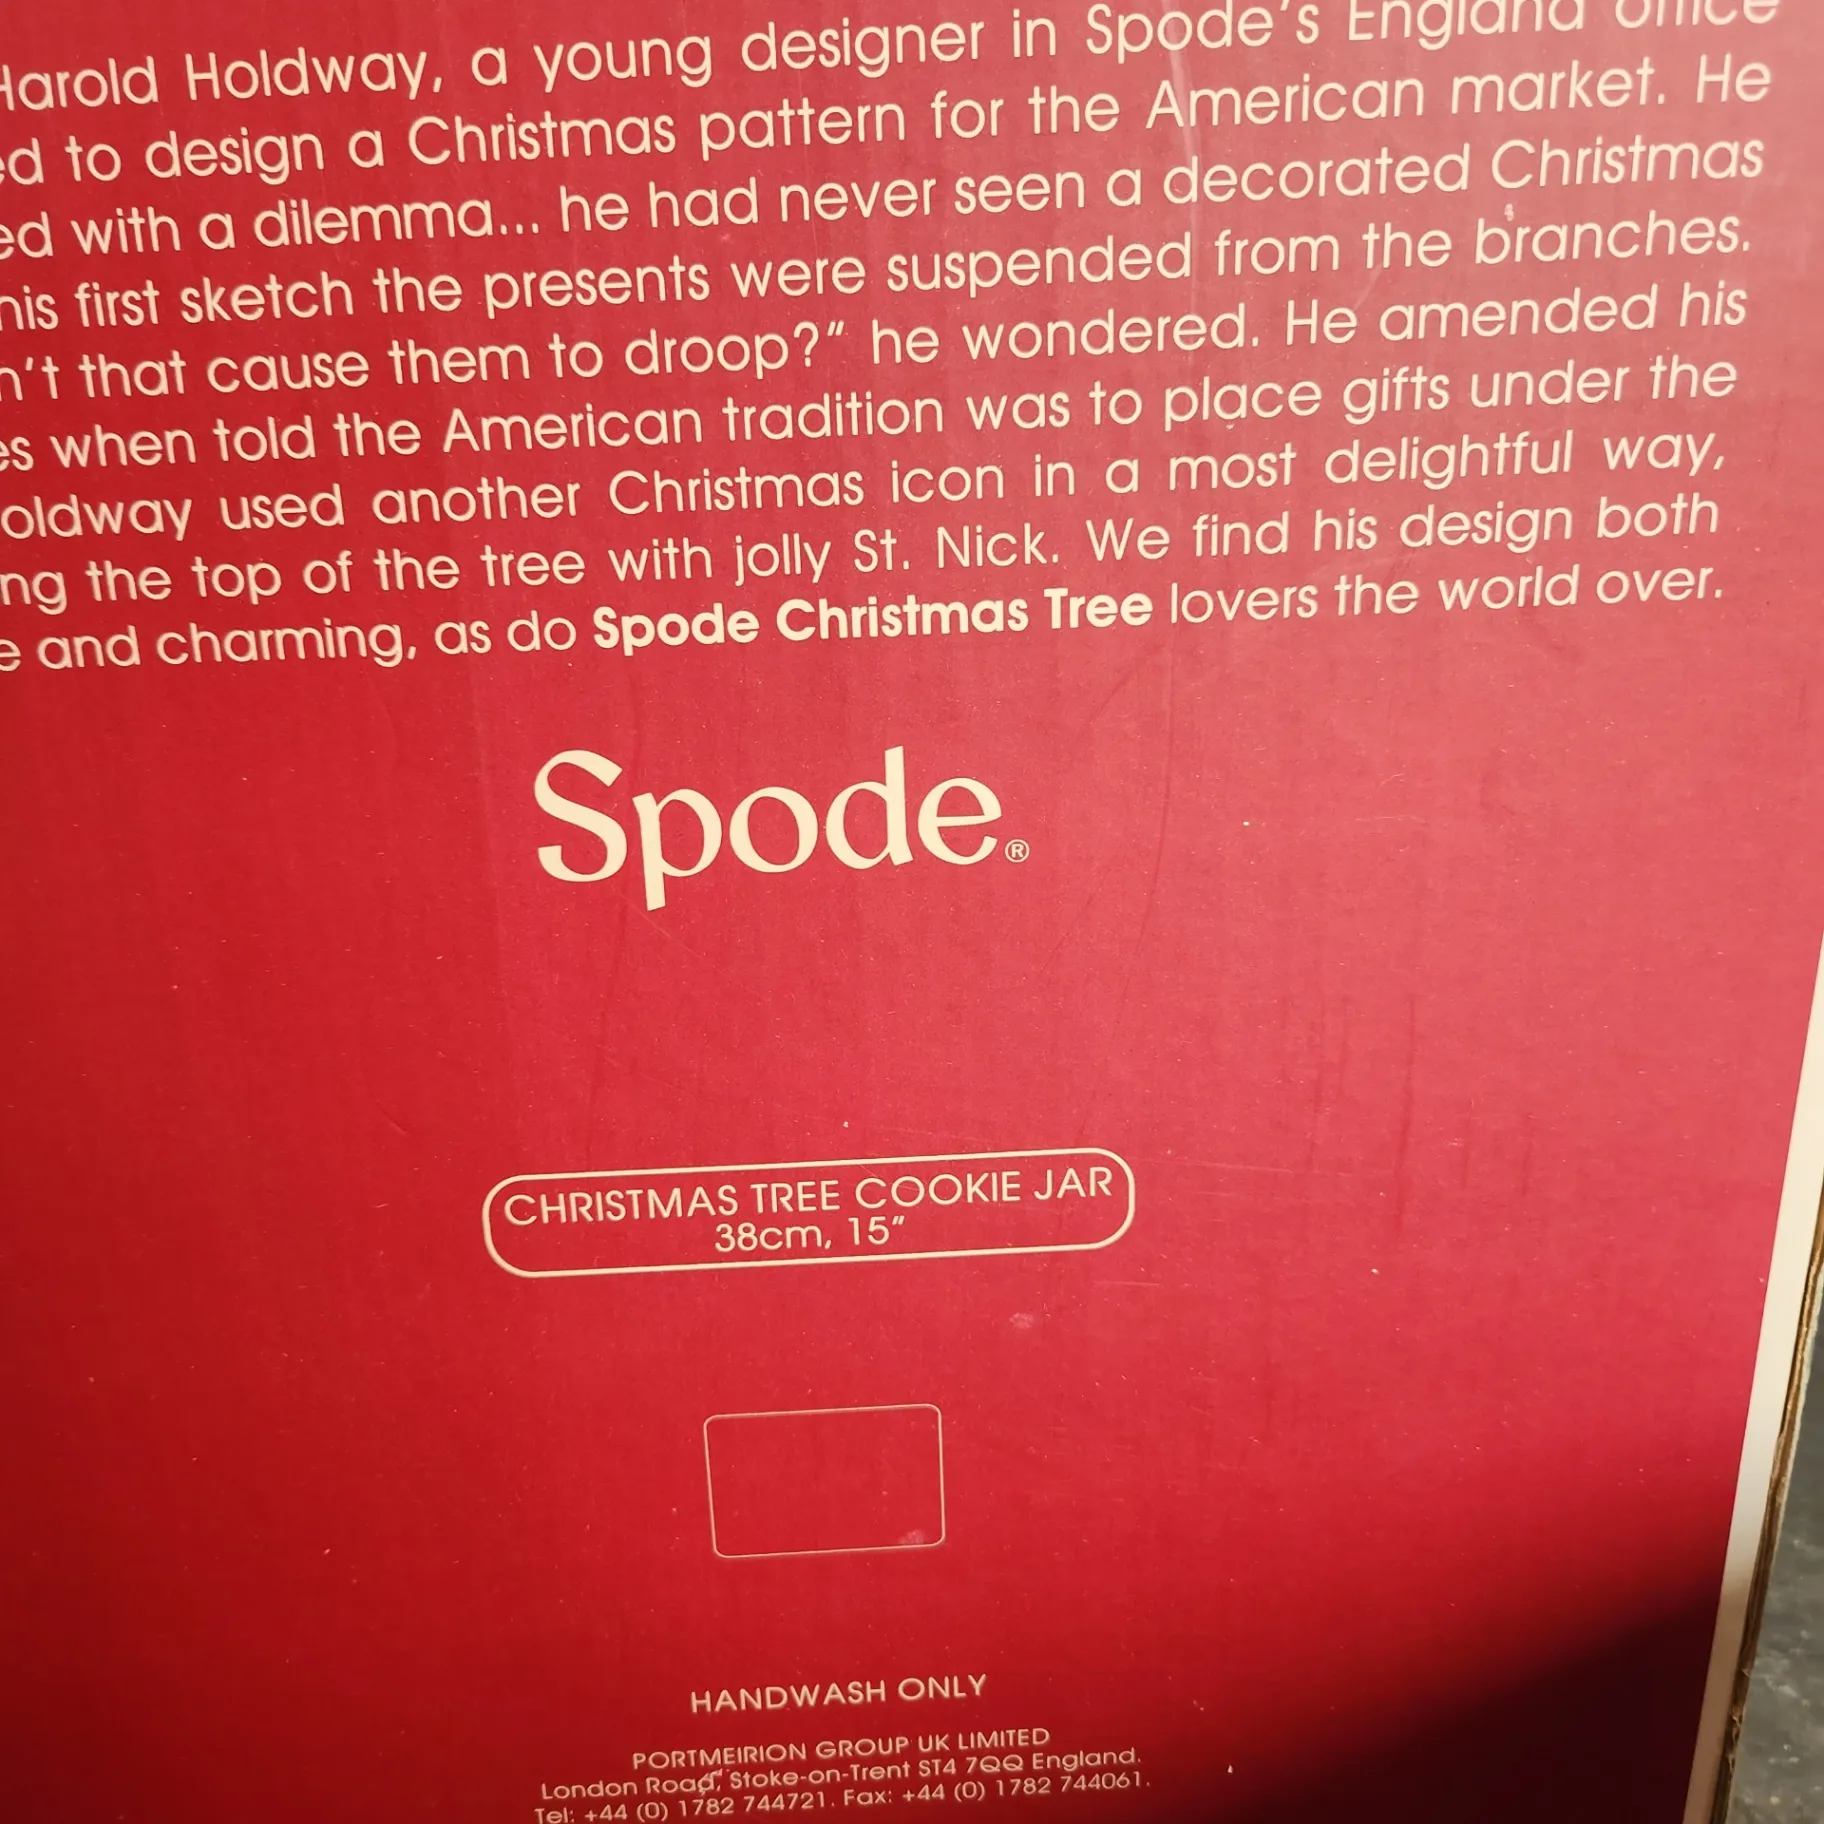 Harold Holdway, a young designer in Spode's England office
ed to design a Christmas pattern for the American market. He
ed with a dilemma... he had never seen a decorated Christmas
his first sketch the presents were suspended from the branches.
n't that cause them to droop?" he wondered. He amended his
es when told the American tradition was to place gifts under the
oldway used another Christmas icon in a most delightful way,
ng the top of the tree with jolly St. Nick. We find his design both
e and charming, as do Spode Christmas Tree lovers the world over.
Spode®
CHRISTMAS TREE COOKIE JAR
38cm, 15"
HANDWASH ONLY
PORTMEIRION GROUP UK LIMITED
London Road, Stoke-on-Trent ST4 7QQ England.
Tel: +44 (0) 1782 744721. Fax: +44 (0) 1782 744061.